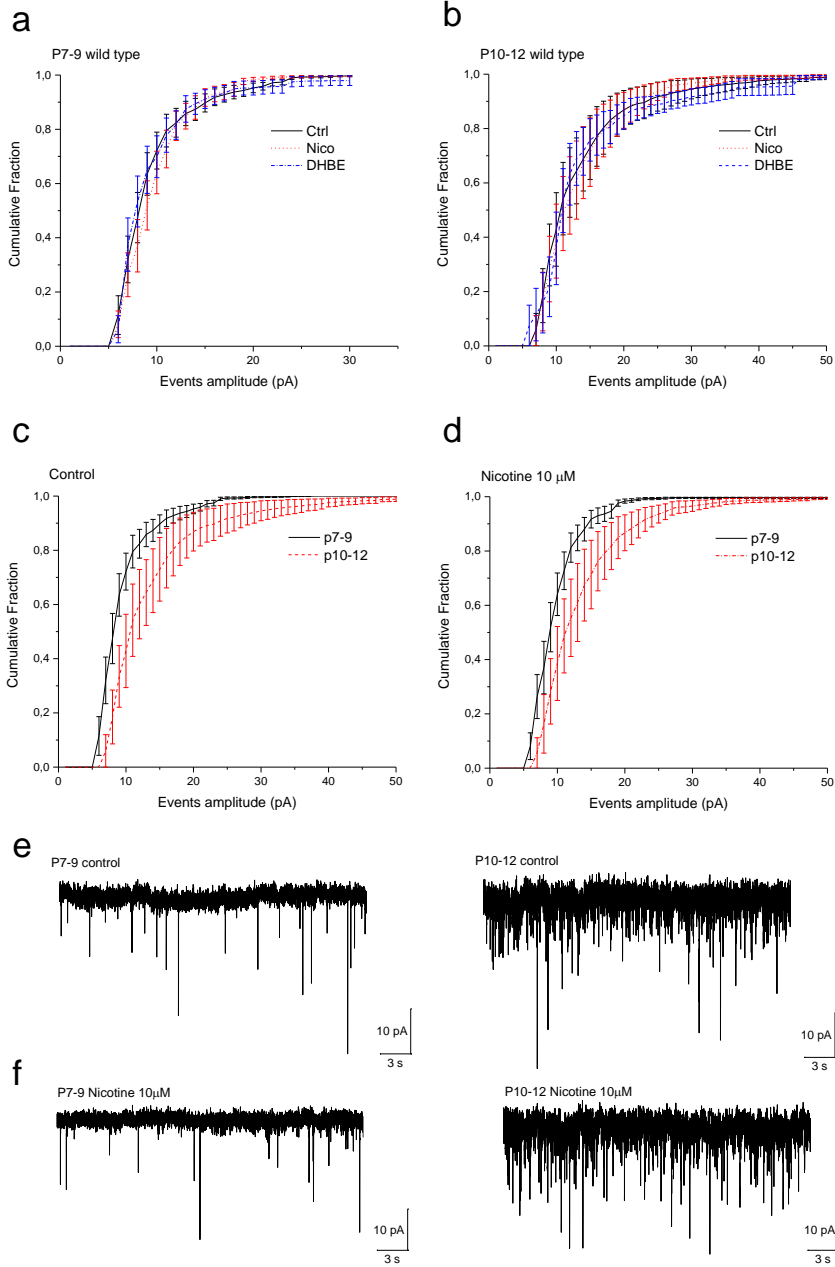 a
P7-9 wild type
1,0
0,8
0,6
0,4
0,2
0,0
Cumulative Fraction
Ctrl
Nico
DHBE
0 10 20 30
Events amplitude (pA)
b
P10-12 wild type
1,0
0,8
0,6
0,4
0,2
0,0
Cumulative Fraction
Ctrl
Nico
DHBE
0 10 20 30 40 50
Events amplitude (pA)
c
Control
1,0
0,8
0,6
0,4
0,2
0,0
Cumulative Fraction
p7-9
p10-12
0 10 20 30 40 50
Events amplitude (pA)
d
Nicotine 10 μM
1,0
0,8
0,6
0,4
0,2
0,0
Cumulative Fraction
p7-9
p10-12
0 10 20 30 40 50
Events amplitude (pA)
e
P7-9 control
10 pA
3 s
P10-12 control
10 pA
3 s
f
P7-9 Nicotine 10μM
10 pA
3 s
P10-12 Nicotine 10μM
10 pA
3 s